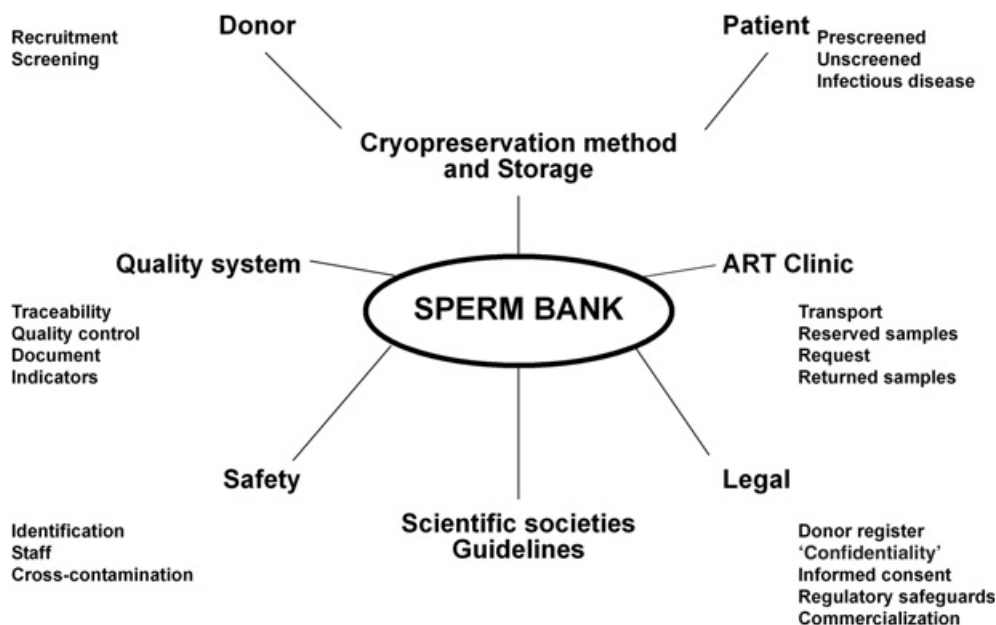 Donor
Recruitment
Screening
Patient
Prescreened
Unscreened
Infectious disease
Cryopreservation method
and Storage
Quality system
Traceability
Quality control
Document
Indicators
SPERM BANK
ART Clinic
Transport
Reserved samples
Request
Returned samples
Safety
Identification
Staff
Cross-contamination
Scientific societies
Guidelines
Legal
Donor register
‘Confidentiality’
Informed consent
Regulatory safeguards
Commercialization